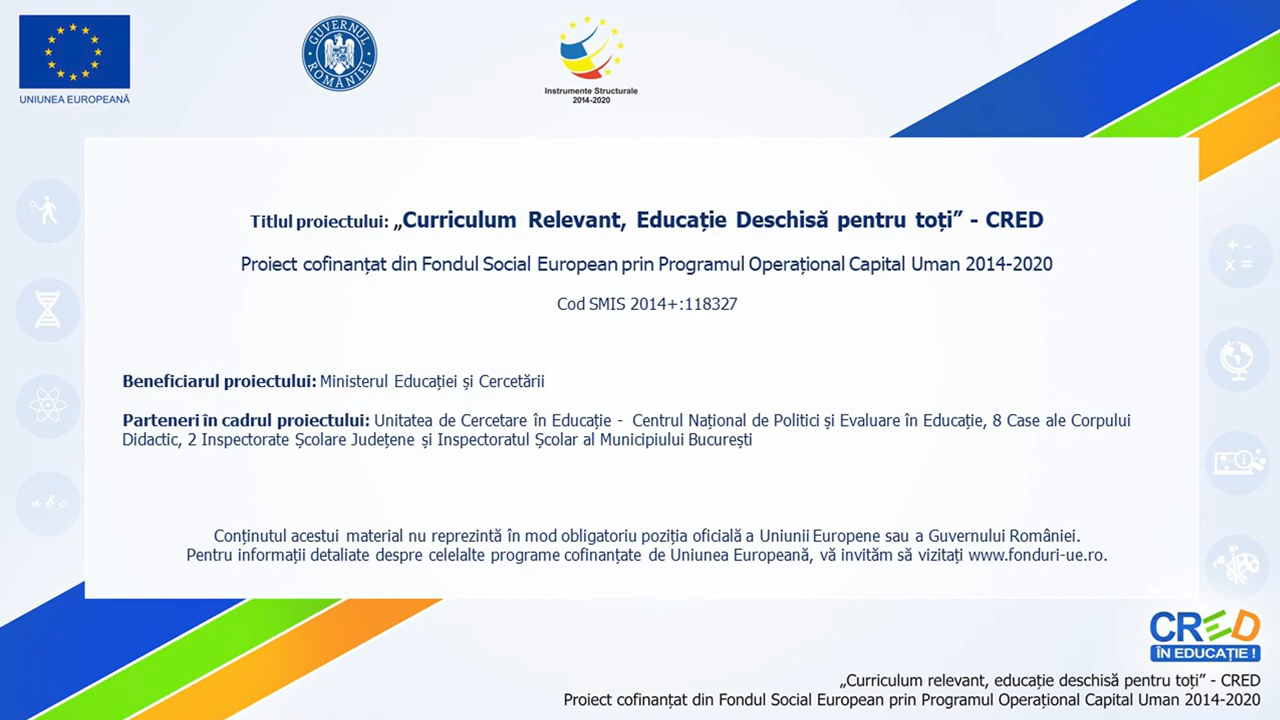 UNIUNEA EUROPEANĂ
GUVERNUL ROMÂNIEI
Instrumente Structurale
2014-2020
Titlul proiectului: „Curriculum Relevant, Educație Deschisă pentru toți” - CRED
Proiect cofinanțat din Fondul Social European prin Programul Operațional Capital Uman 2014-2020
Cod SMIS 2014+:118327
Beneficiarul proiectului: Ministerul Educației și Cercetării
Parteneri în cadrul proiectului: Unitatea de Cercetare în Educație - Centrul Național de Politici și Evaluare în Educație, 8 Case ale Corpului
Didactic, 2 Inspectorate Școlare Județene și Inspectoratul Școlar al Municipiului București
a b c
Conținutul acestui material nu reprezintă în mod obligatoriu poziția oficială a Uniunii Europene sau a Guvernului României.
Pentru informații detaliate despre celelalte programe cofinanțate de Uniunea Europeană, vă invităm să vizitați www.fonduri-ue.ro.
CRED
ÎN EDUCAȚIE !
„Curriculum relevant, educație deschisă pentru toți” - CRED
Proiect cofinanțat din Fondul Social European prin Programul Operațional Capital Uman 2014-2020